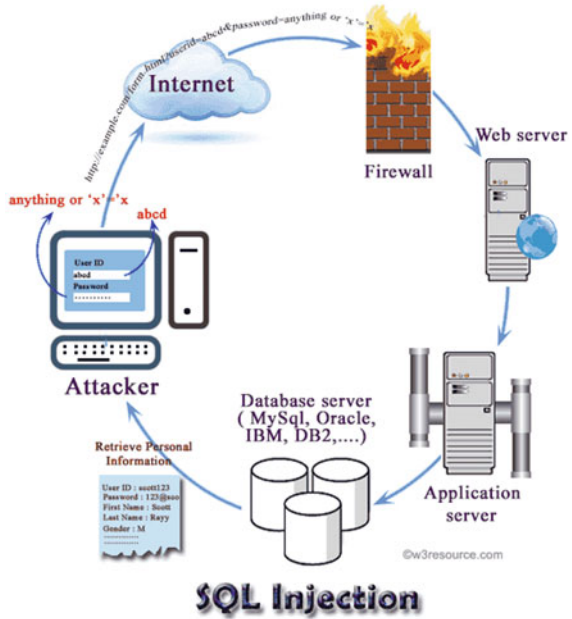 http://example.com/form.html?userid=abcd&password=anything or 'x'='x
Internet
Firewall
Web server
anything or 'x'='x
abcd
User ID
abcd
Password
Attacker
Database server
( MySql, Oracle,
IBM, DB2,....)
Application
server
Retrieve Personal
Information
User ID : scott123
Password : 123@soo
First Name : Scott
Last Name : Rayy
Gender : M
©w3resource.com
SQL Injection